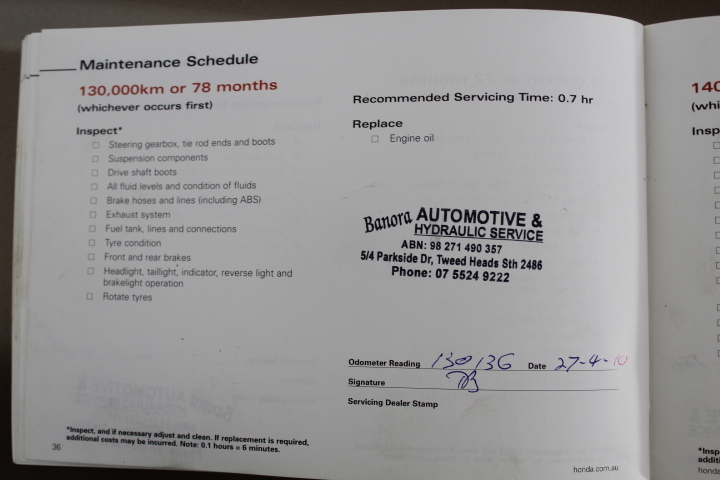 Maintenance Schedule
130,000km or 78 months
(whichever occurs first)
Inspect*
Steering gearbox, tie rod ends and boots
Suspension components
Drive shaft boots
All fluid levels and condition of fluids
Brake hoses and lines (including ABS)
Exhaust system
Fuel tank, lines and connections
Tyre condition
Front and rear brakes
Headlight, taillight, indicator, reverse light and
brakelight operation
Rotate tyres
*Inspect, and if necessary adjust and clean. If replacement is required,
additional costs may be incurred. Note: 0.1 hours = 6 minutes.
36
Recommended Servicing Time: 0.7 hr
Replace
Engine oil
Banora AUTOMOTIVE &
HYDRAULIC SERVICE
ABN: 98 271 490 357
5/4 Parkside Dr, Tweed Heads Sth 2486
Phone: 07 5524 9222
Odometer Reading 130136 Date 27-4-10
Signature
Servicing Dealer Stamp
honda.com.au
140
(whi
Insp
*Insp
additi
honda